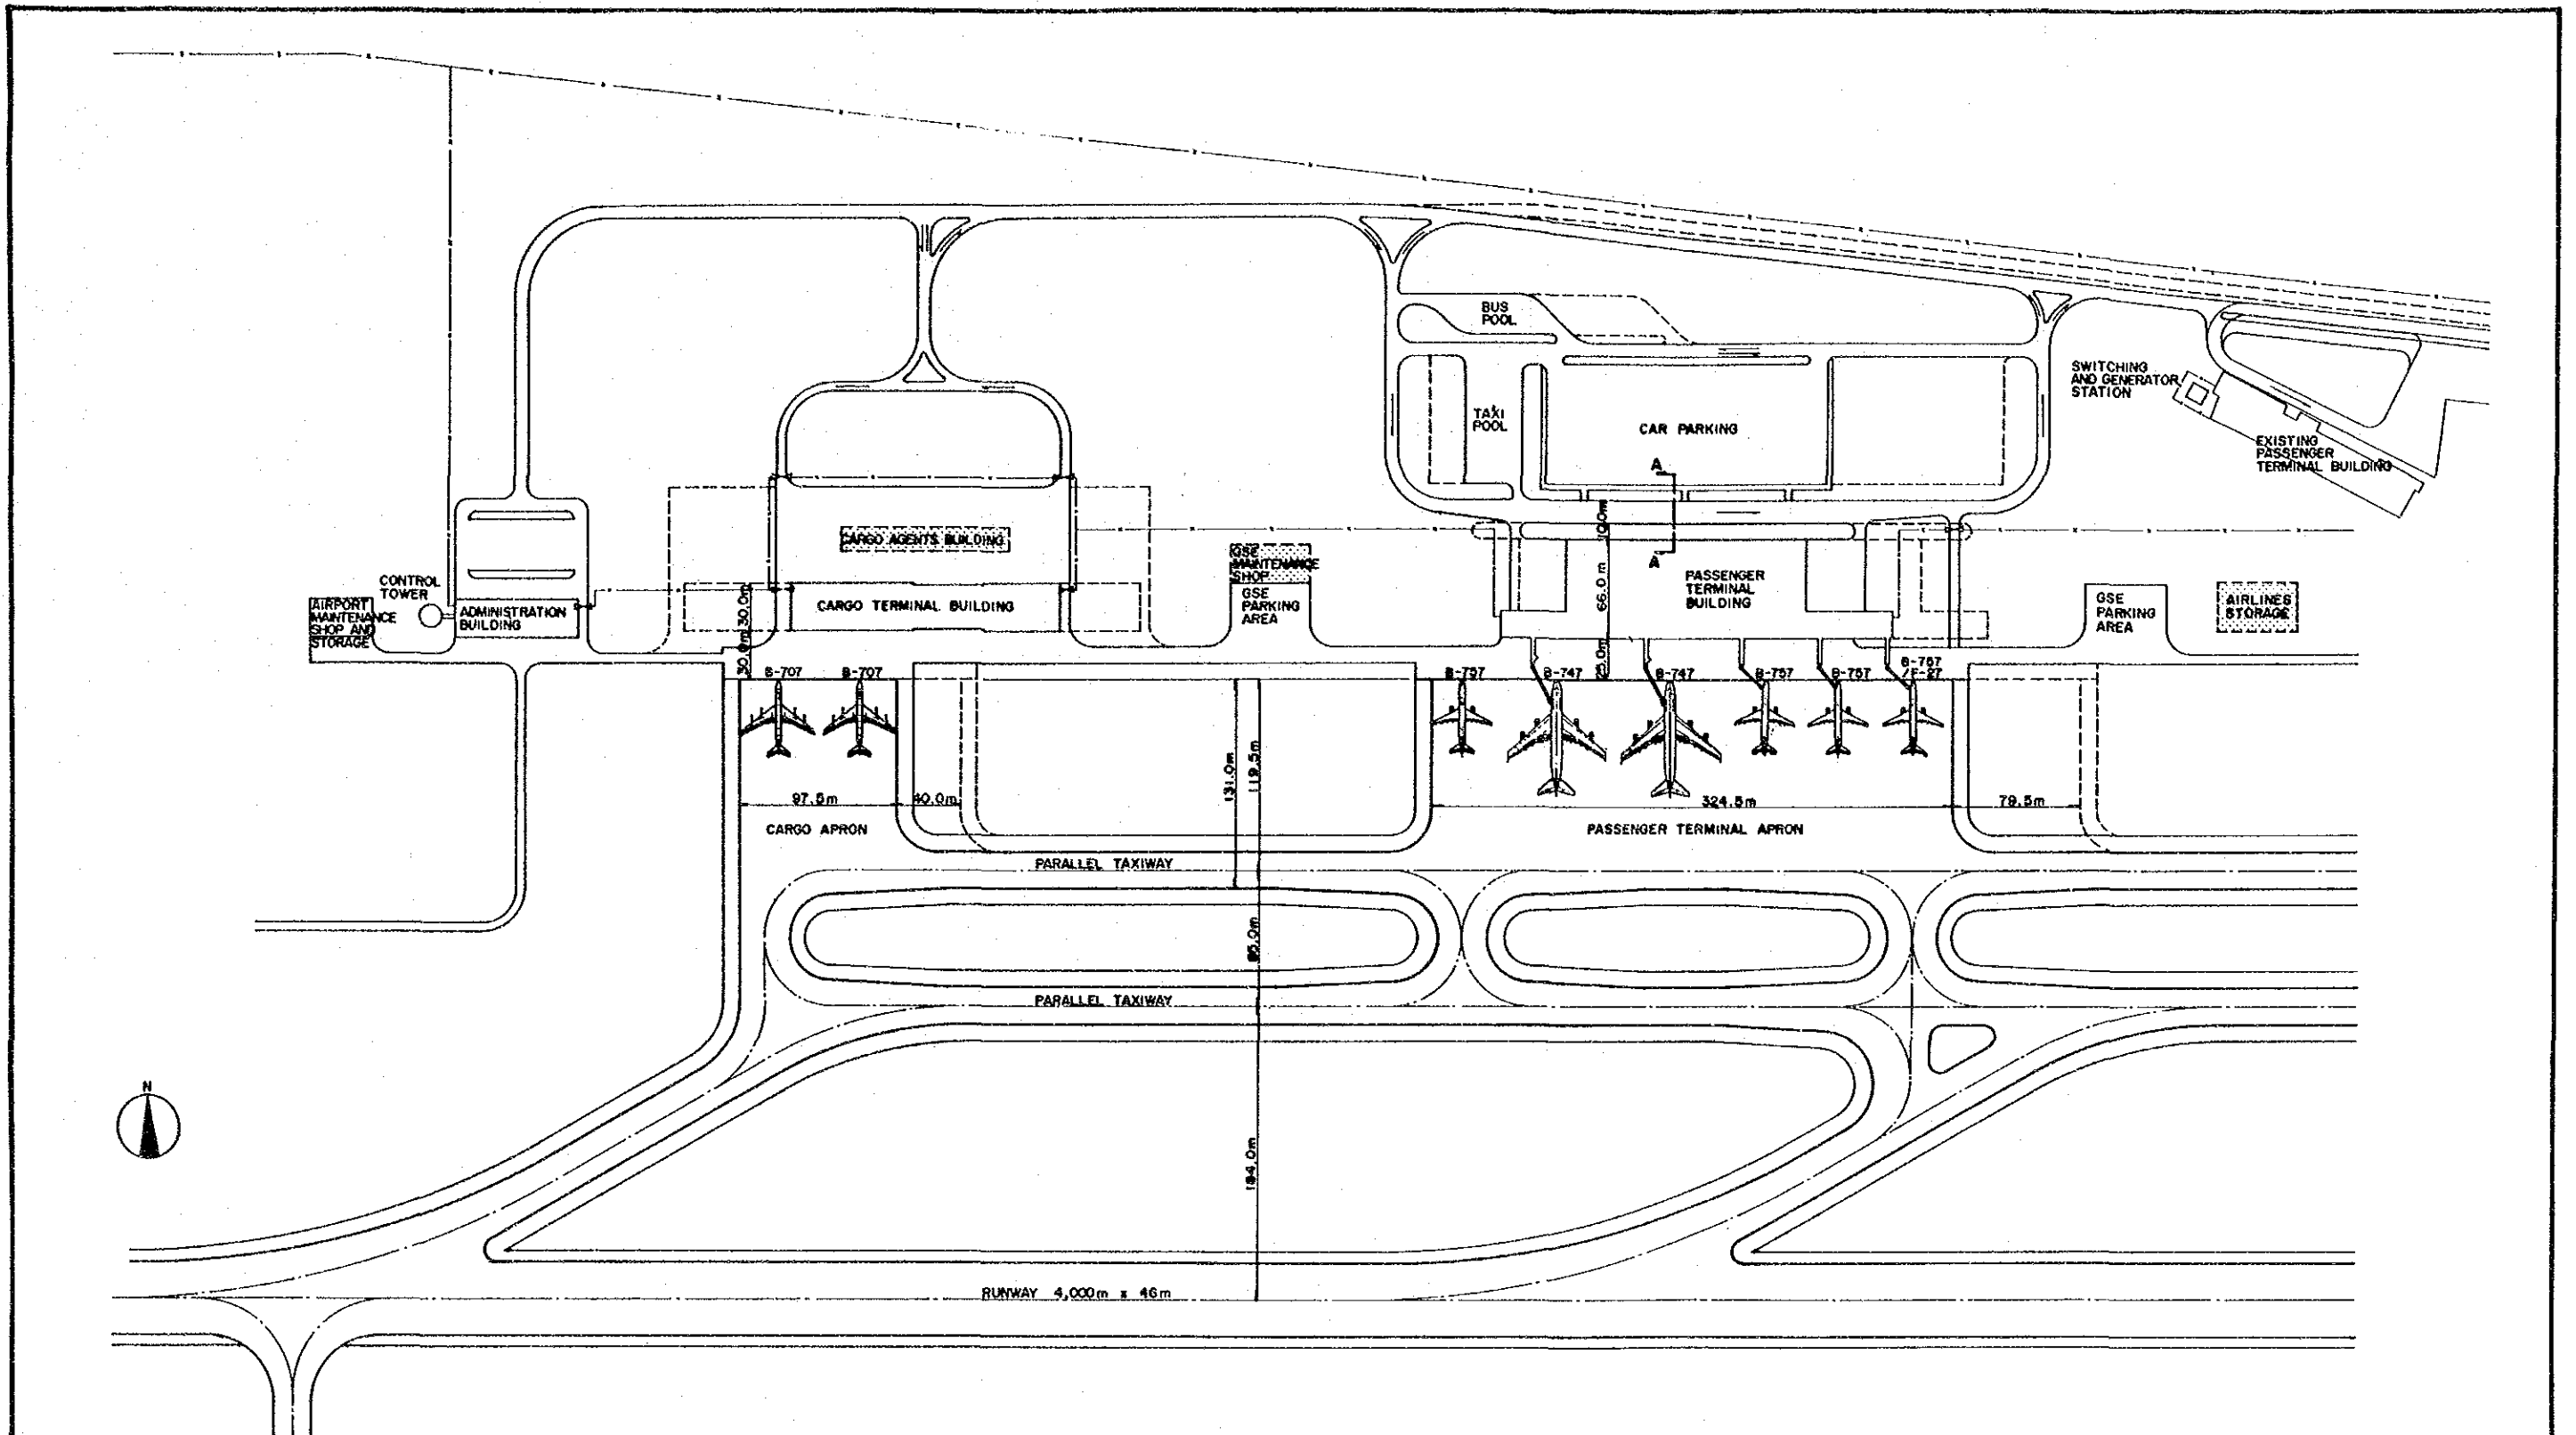 BUS
POOL
SWITCHING
AND GENERATOR
STATION
TAXI
POOL
CAR PARKING
EXISTING
PASSENGER
TERMINAL BUILDING
A
A
10.0m
CARGO AGENTS BUILDING
GSE
MAINTENANCE
SHOP
GSE
PARKING
AREA
CONTROL
TOWER
AIRPORT
MAINTENANCE
SHOP AND
STORAGE
ADMINISTRATION
BUILDING
30.0m
30.0m
CARGO TERMINAL BUILDING
66.0 m
PASSENGER
TERMINAL
BUILDING
25.0m
GSE
PARKING
AREA
AIRLINES
STORAGE
B-707
B-707
B-757
B-747
B-747
B-757
B-757
B-757
/F-27
131.0m
119.5m
97.5m
40.0m
324.5m
79.5m
CARGO APRON
PASSENGER TERMINAL APRON
PARALLEL TAXIWAY
85.0m
PARALLEL TAXIWAY
N
184.0m
RUNWAY 4,000m x 46m